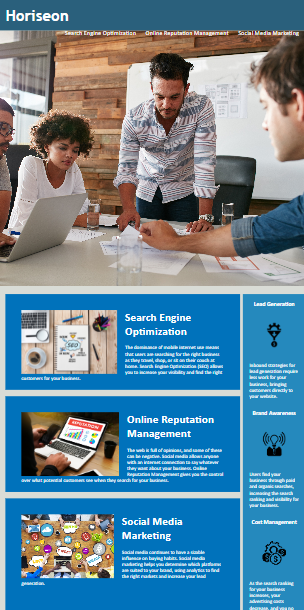 Horiseon
Search Engine Optimization Online Reputation Management Social Media Marketing
Search Engine
Optimization
The dominance of mobile internet use means
that users are searching for the right business
as they travel, shop, or sit on their couch at
home. Search Engine Optimization (SEO) allows
you to increase your visibility and find the right
customers for your business.
Online Reputation
Management
The web is full of opinions, and some of these
can be negative. Social media allows anyone
with an internet connection to say whatever
they want about your business. Online
Reputation Management gives you the control
over what potential customers see when they search for your business.
Social Media
Marketing
Social media continues to have a sizable
influence on buying habits. Social media
marketing helps you determine which platforms
are suited to your brand, using analytics to find
the right markets and increase your lead
generation.
Lead Generation
Inbound strategies for
lead generation require
less work for your
business, bringing
customers directly to
your website.
Brand Awareness
Users find your
business through paid
and organic searches,
increasing the search
ranking and visibility for
your business.
Cost Management
As the search ranking
for your business
increases, your
advertising costs
decrease, and you no
SEO
REPUTATION